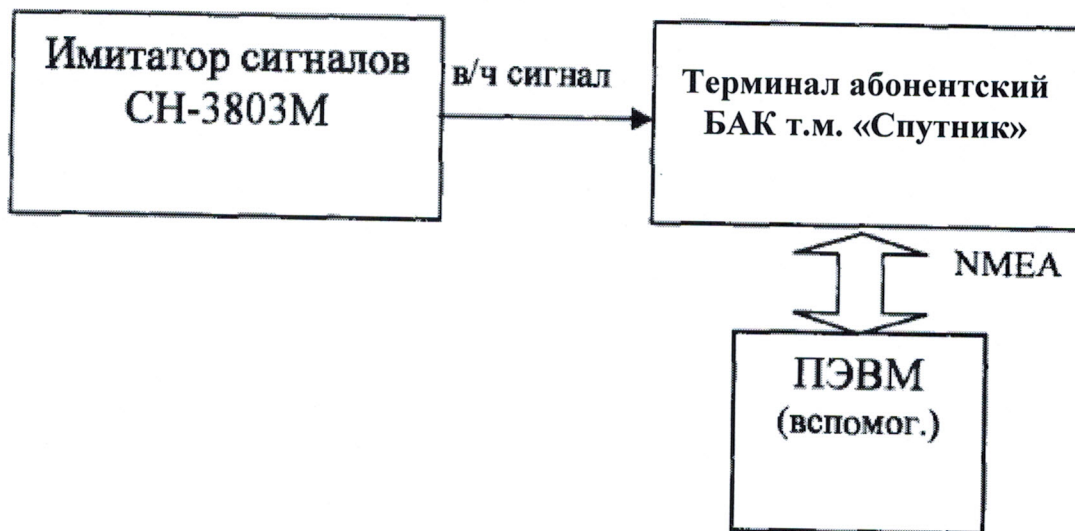 Имитатор сигналов
СН-3803М
в/ч сигнал
Терминал абонентский
БАК т.м. «Спутник»
NMEA
ПЭВМ
(вспомог.)